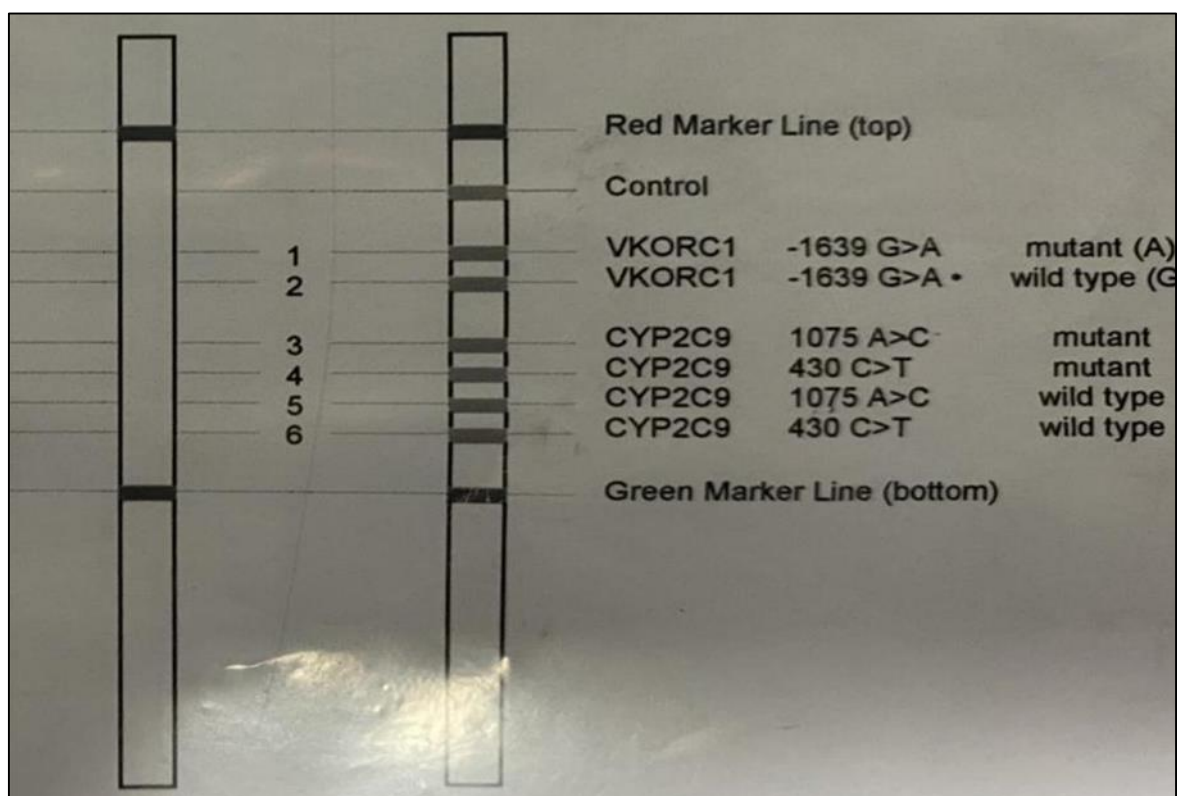 Red Marker Line (top)
Control
1 VKORC1 -1639 G>A mutant (A)
2 VKORC1 -1639 G>A • wild type (G
3 CYP2C9 1075 A>C mutant
4 CYP2C9 430 C>T mutant
5 CYP2C9 1075 A>C wild type
6 CYP2C9 430 C>T wild type
Green Marker Line (bottom)